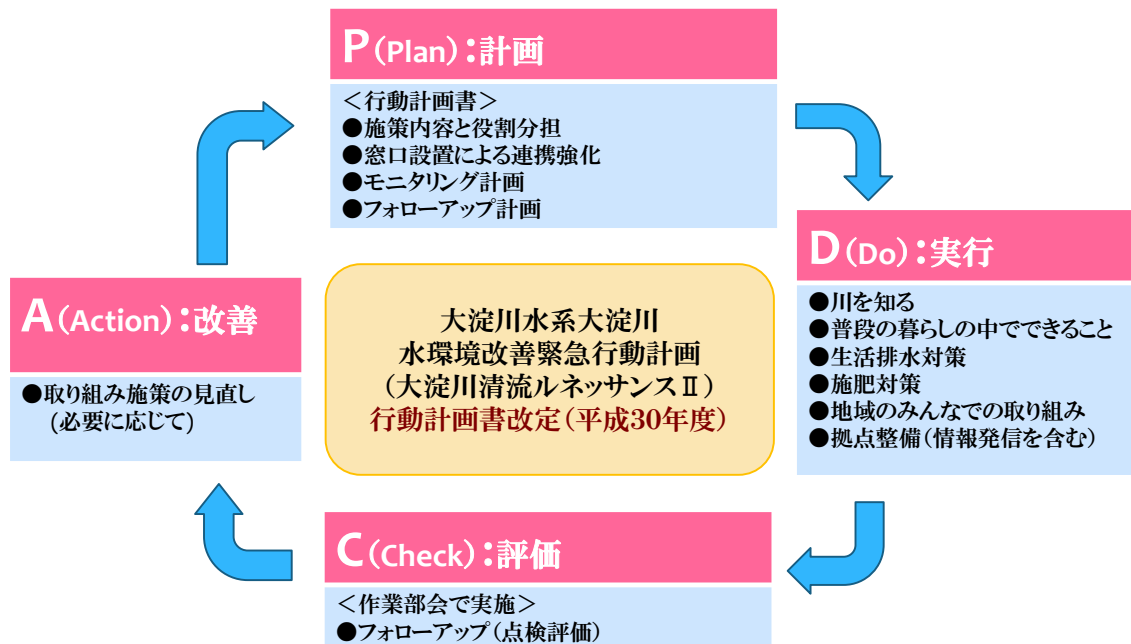 P(Plan):計画
<行動計画書>
●施策内容と役割分担
●窓口設置による連携強化
●モニタリング計画
●フォローアップ計画
D(Do):実行
●川を知る
●普段の暮らしの中でできること
●生活排水対策
●施肥対策
●地域のみんなでの取り組み
●拠点整備(情報発信を含む)
A(Action):改善
●取り組み施策の見直し
(必要に応じて)
大淀川水系大淀川
水環境改善緊急行動計画
(大淀川清流ルネッサンスⅡ)
行動計画書改定(平成30年度)
C(Check):評価
<作業部会で実施>
●フォローアップ(点検評価)